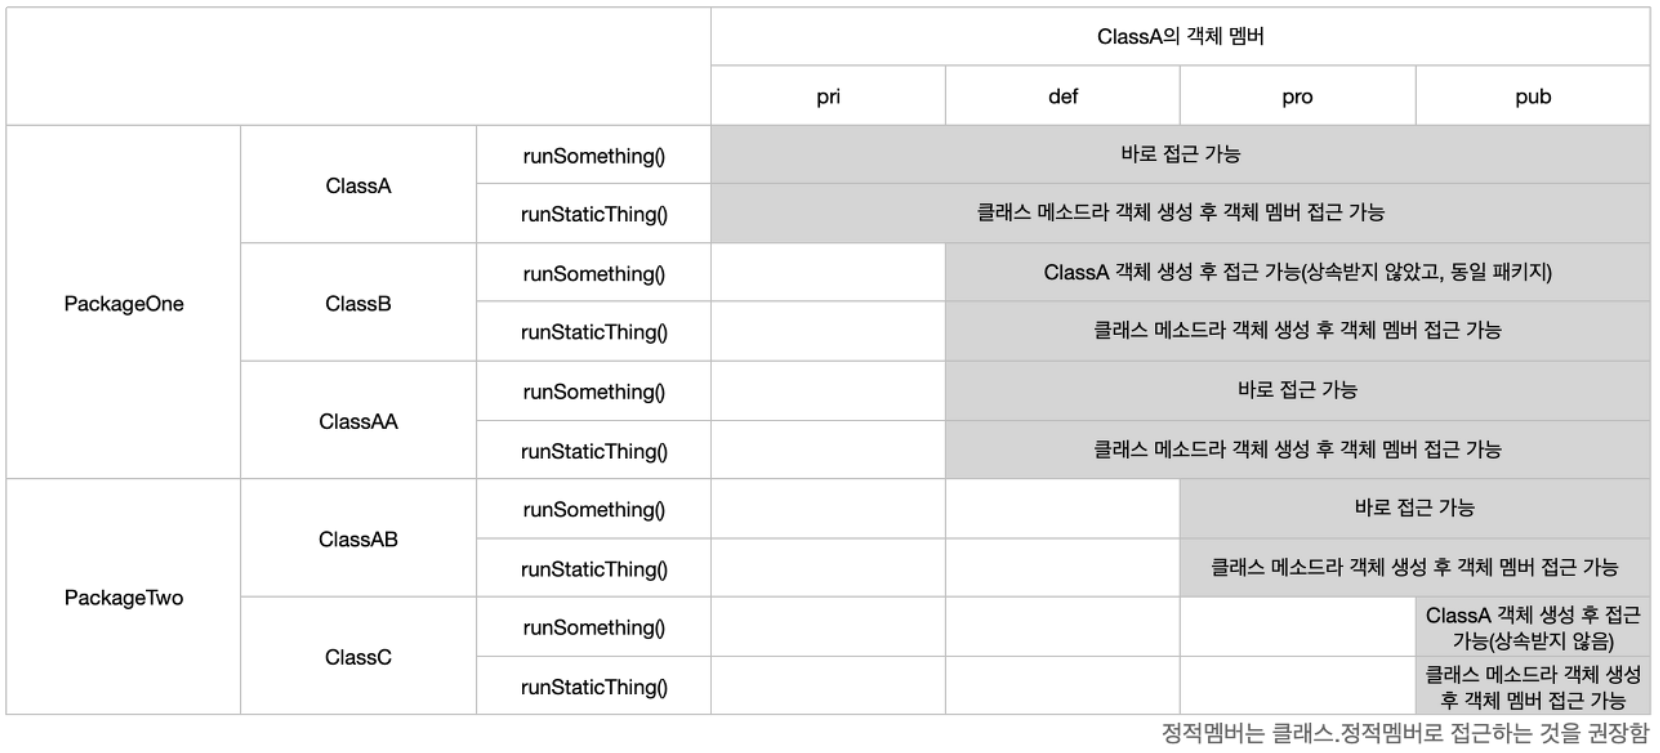 ClassA의 객체 멤버
pri def pro pub
PackageOne
ClassA
runSomething() 바로 접근 가능
runStaticThing() 클래스 메소드라 객체 생성 후 객체 멤버 접근 가능
ClassB
runSomething() ClassA 객체 생성 후 접근 가능(상속받지 않았고, 동일 패키지)
runStaticThing() 클래스 메소드라 객체 생성 후 객체 멤버 접근 가능
ClassAA
runSomething() 바로 접근 가능
runStaticThing() 클래스 메소드라 객체 생성 후 객체 멤버 접근 가능
PackageTwo
ClassAB
runSomething() 바로 접근 가능
runStaticThing() 클래스 메소드라 객체 생성 후 객체 멤버 접근 가능
ClassC
runSomething() ClassA 객체 생성 후 접근
가능(상속받지 않음)
runStaticThing() 클래스 메소드라 객체 생성
후 객체 멤버 접근 가능
정적멤버는 클래스.정적멤버로 접근하는 것을 권장함